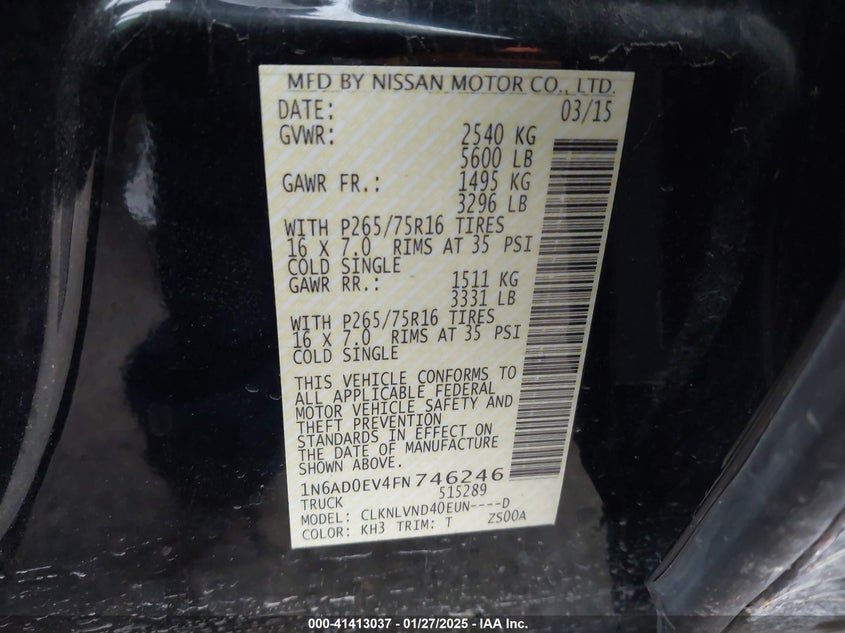 MFD BY NISSAN MOTOR CO., LTD.
DATE: 03/15
GVWR: 2540 KG
5600 LB
GAWR FR.: 1495 KG
3296 LB
WITH P265/75R16 TIRES
16 X 7.0 RIMS AT 35 PSI
COLD SINGLE
GAWR RR.: 1511 KG
3331 LB
WITH P265/75R16 TIRES
16 X 7.0 RIMS AT 35 PSI
COLD SINGLE
THIS VEHICLE CONFORMS TO
ALL APPLICABLE FEDERAL
MOTOR VEHICLE SAFETY AND
THEFT PREVENTION
STANDARDS IN EFFECT ON
THE DATE OF MANUFACTURE
SHOWN ABOVE.
1N6AD0EV4FN746246
TRUCK 515289
MODEL: CLKNLVND40EUN----D
COLOR: KH3 TRIM: T ZS00A
000-41413037 - 01/27/2025 - IAA Inc.